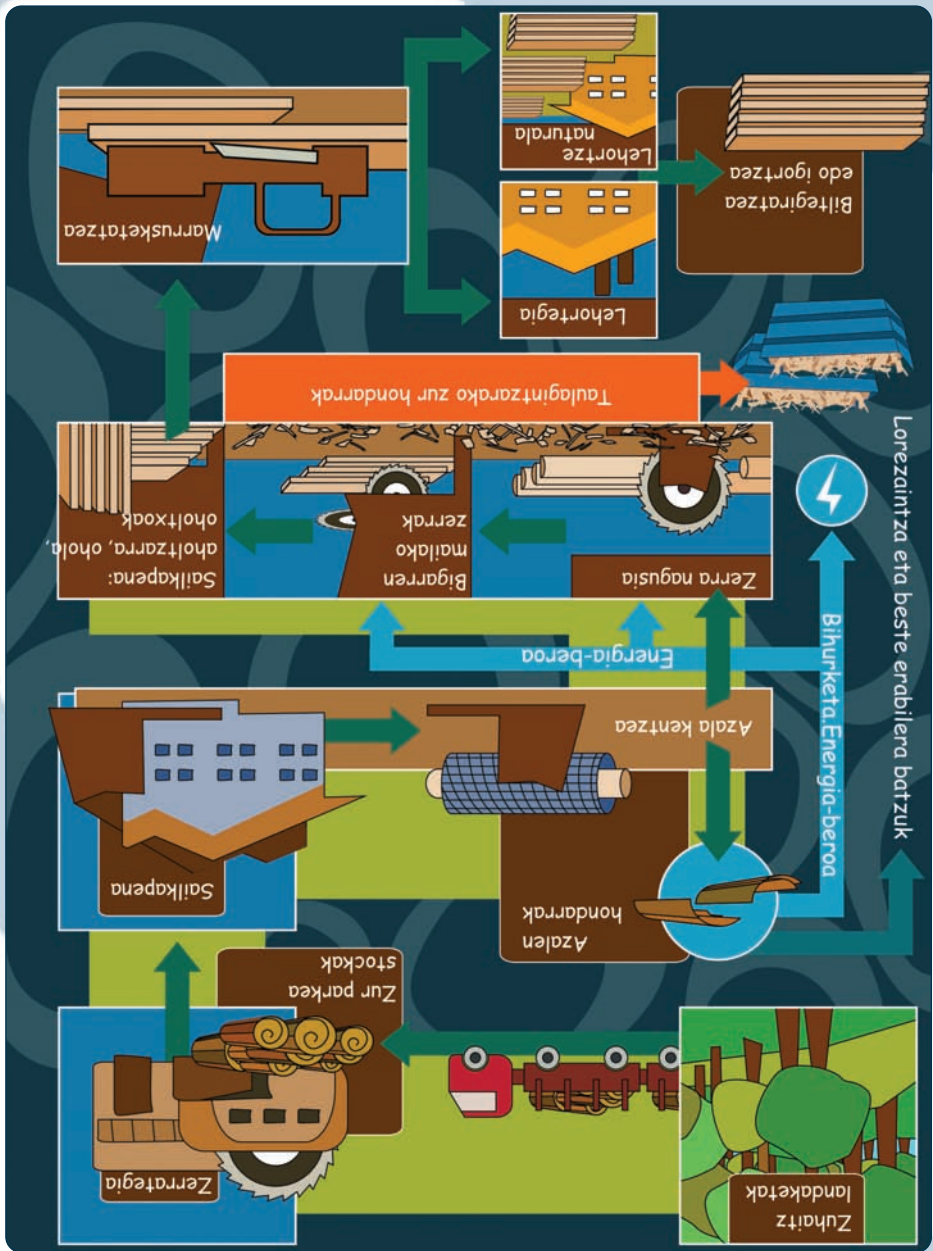 Zuhaitz
landaketak
Zur parkea
stockak
Zerrategia
Sailkapena
Azala kentzea
Azalen
hondarrak
Lorezaintza eta beste erabilera batzuk
Bihurketa.Energia-beroa
Energia-beroa
Zerra nagusia
Bigarren
mailako
zerrak
Sailkapena:
aholtzarra, ohola,
oholtxoak
Taulagintzarako zur hondarrak
Marrusketatzea
Lehortegia
Lehortze
naturala
Biltegiratzea
edo igortzea